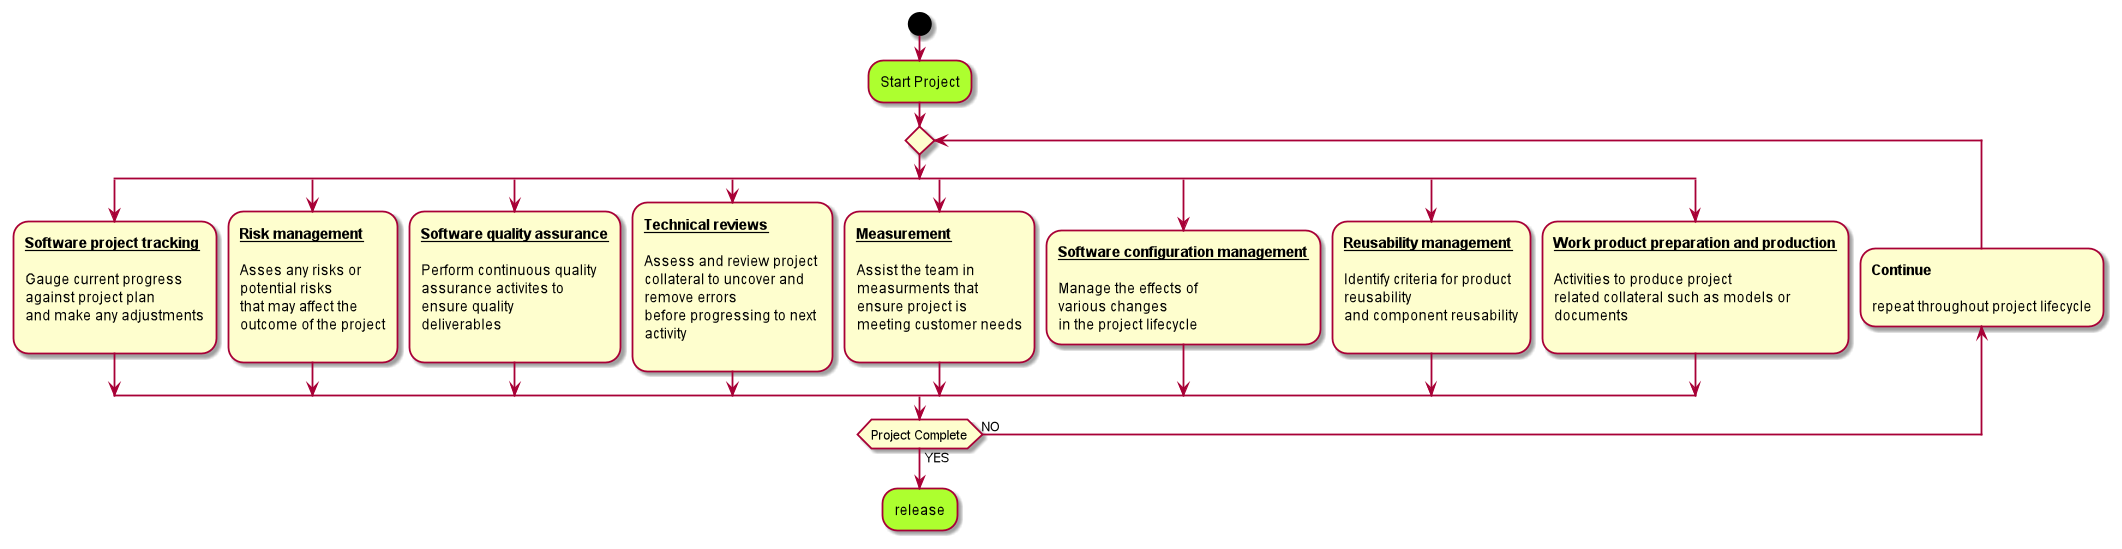 Start Project
Software project tracking
Gauge current progress
against project plan
and make any adjustments
Risk management
Asses any risks or
potential risks
that may affect the
outcome of the project
Software quality assurance
Perform continuous quality
assurance activites to
ensure quality
deliverables
Technical reviews
Assess and review project
collateral to uncover and
remove errors
before progressing to next
activity
Measurement
Assist the team in
measurments that
ensure project is
meeting customer needs
Software configuration management
Manage the effects of
various changes
in the project lifecycle
Reusability management
Identify criteria for product
reusability
and component reusability
Work product preparation and production
Activities to produce project
related collateral such as models or
documents
Continue
repeat throughout project lifecycle
Project Complete
NO
YES
release